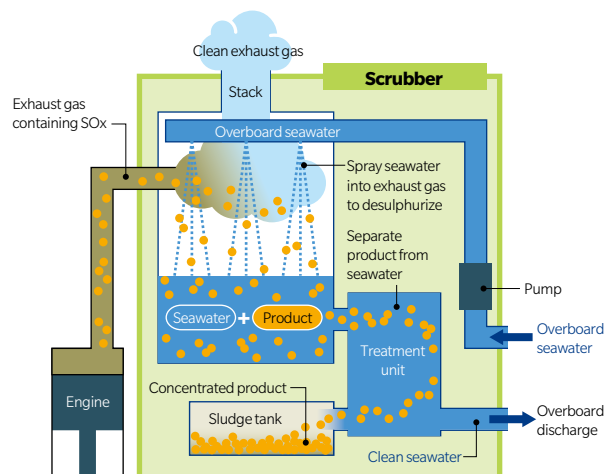 Clean exhaust gas
Scrubber
Stack
Exhaust gas
containing SOx
Overboard seawater
Spray seawater
into exhaust gas
to desulphurize
Separate
product from
seawater
Pump
Seawater + Product
Overboard
seawater
Treatment
unit
Concentrated product
Engine
Sludge tank
Overboard
discharge
Clean seawater